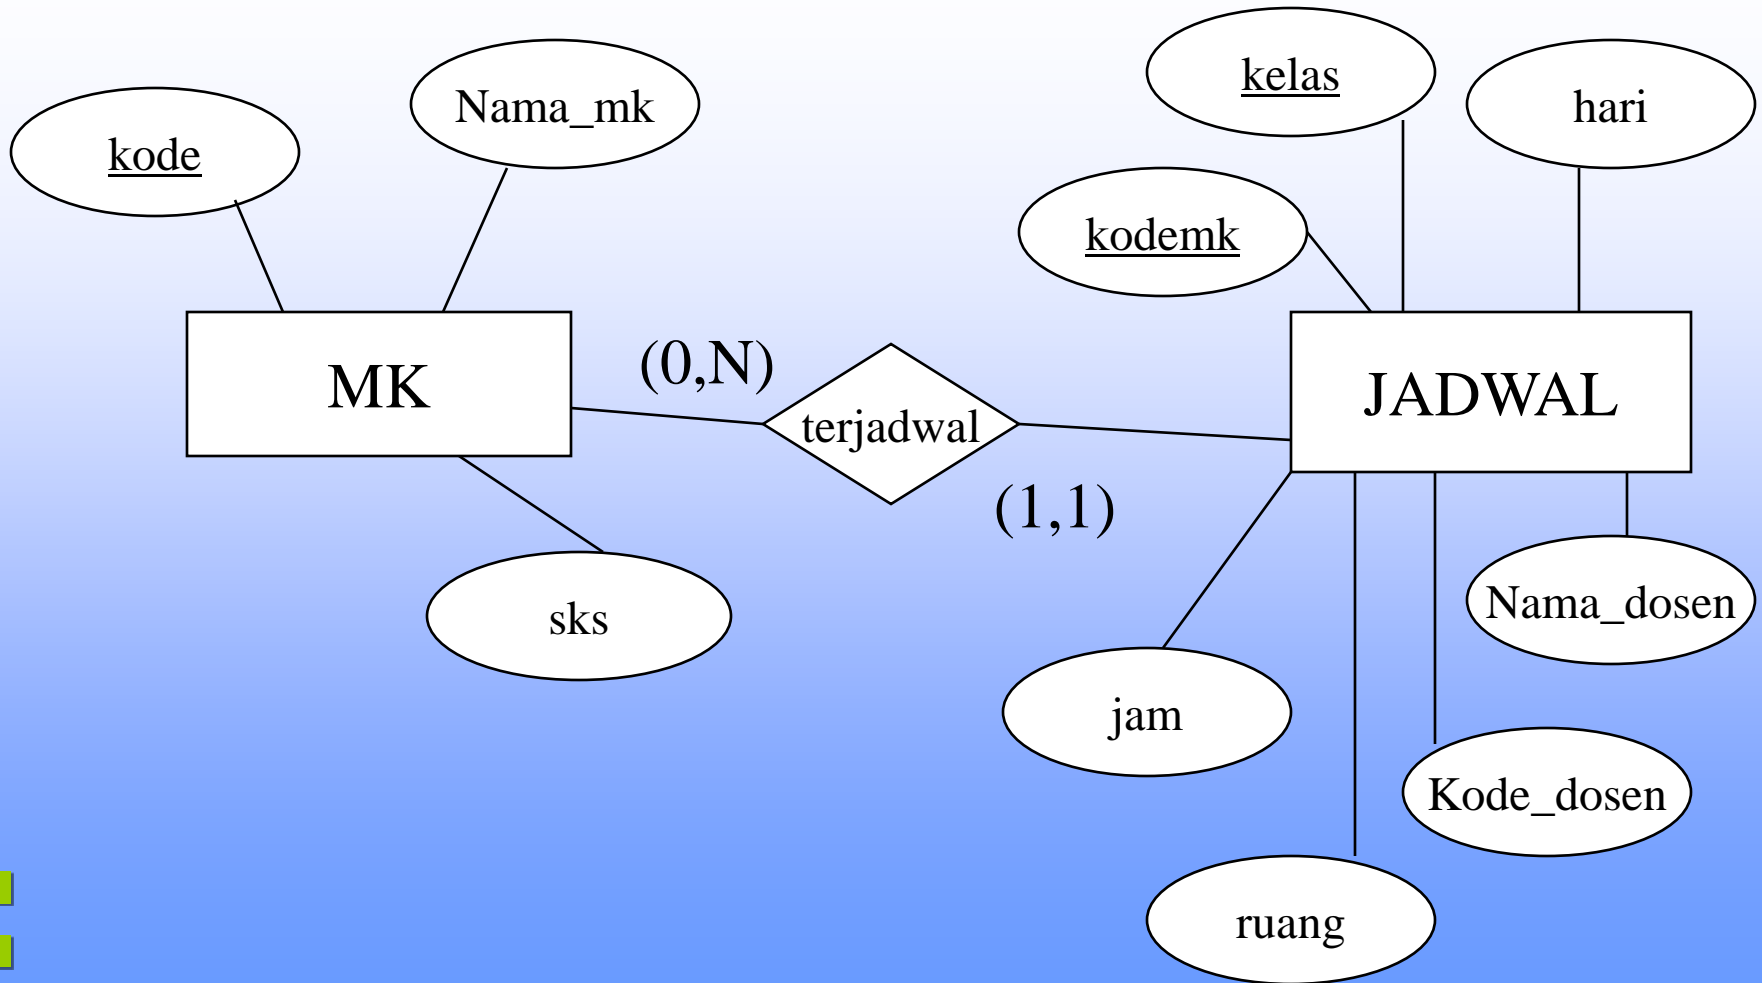 kelas
hari
Nama_mk
kode
kodemk
(0,N)
MK
JADWAL
terjadwal
(1,1)
Nama_dosen
sks
jam
Kode_dosen
ruang